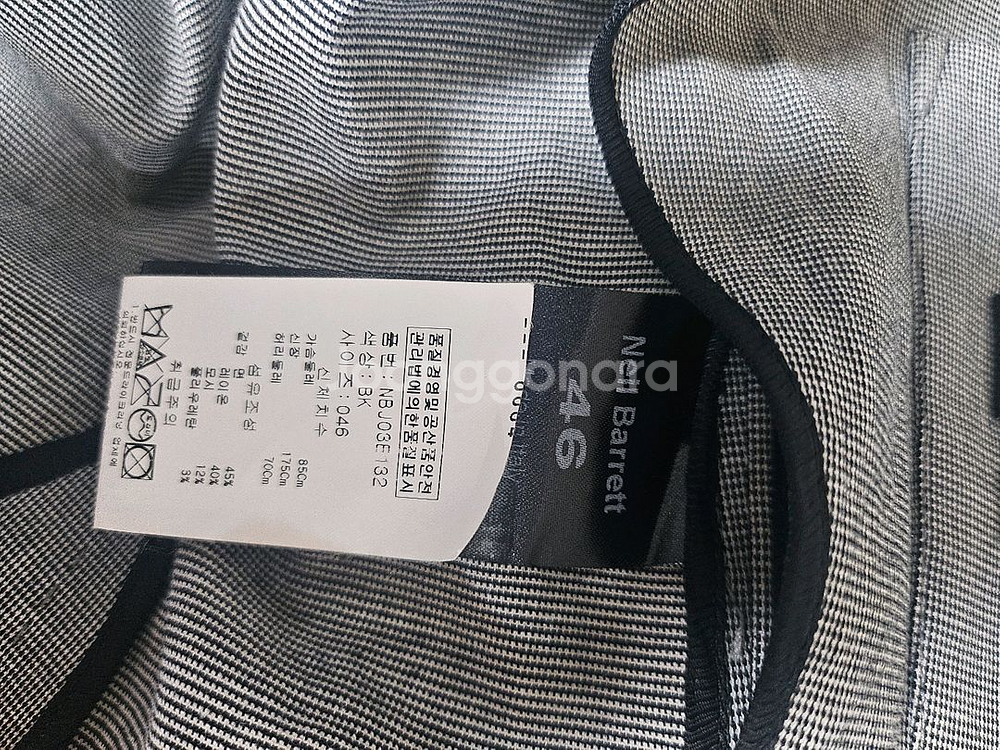 Neil Barrett
46
품질경영및공산품안전
관리법에의한품질표시
품번:NBJ03E132
색상:BK
사이즈:046
신체치수
가슴둘레 85cm
신장 175cm
허리둘레 70cm
섬유조성
겉감 면 45%
레이온 40%
모시 12%
폴리우레탄 3%
취급주의